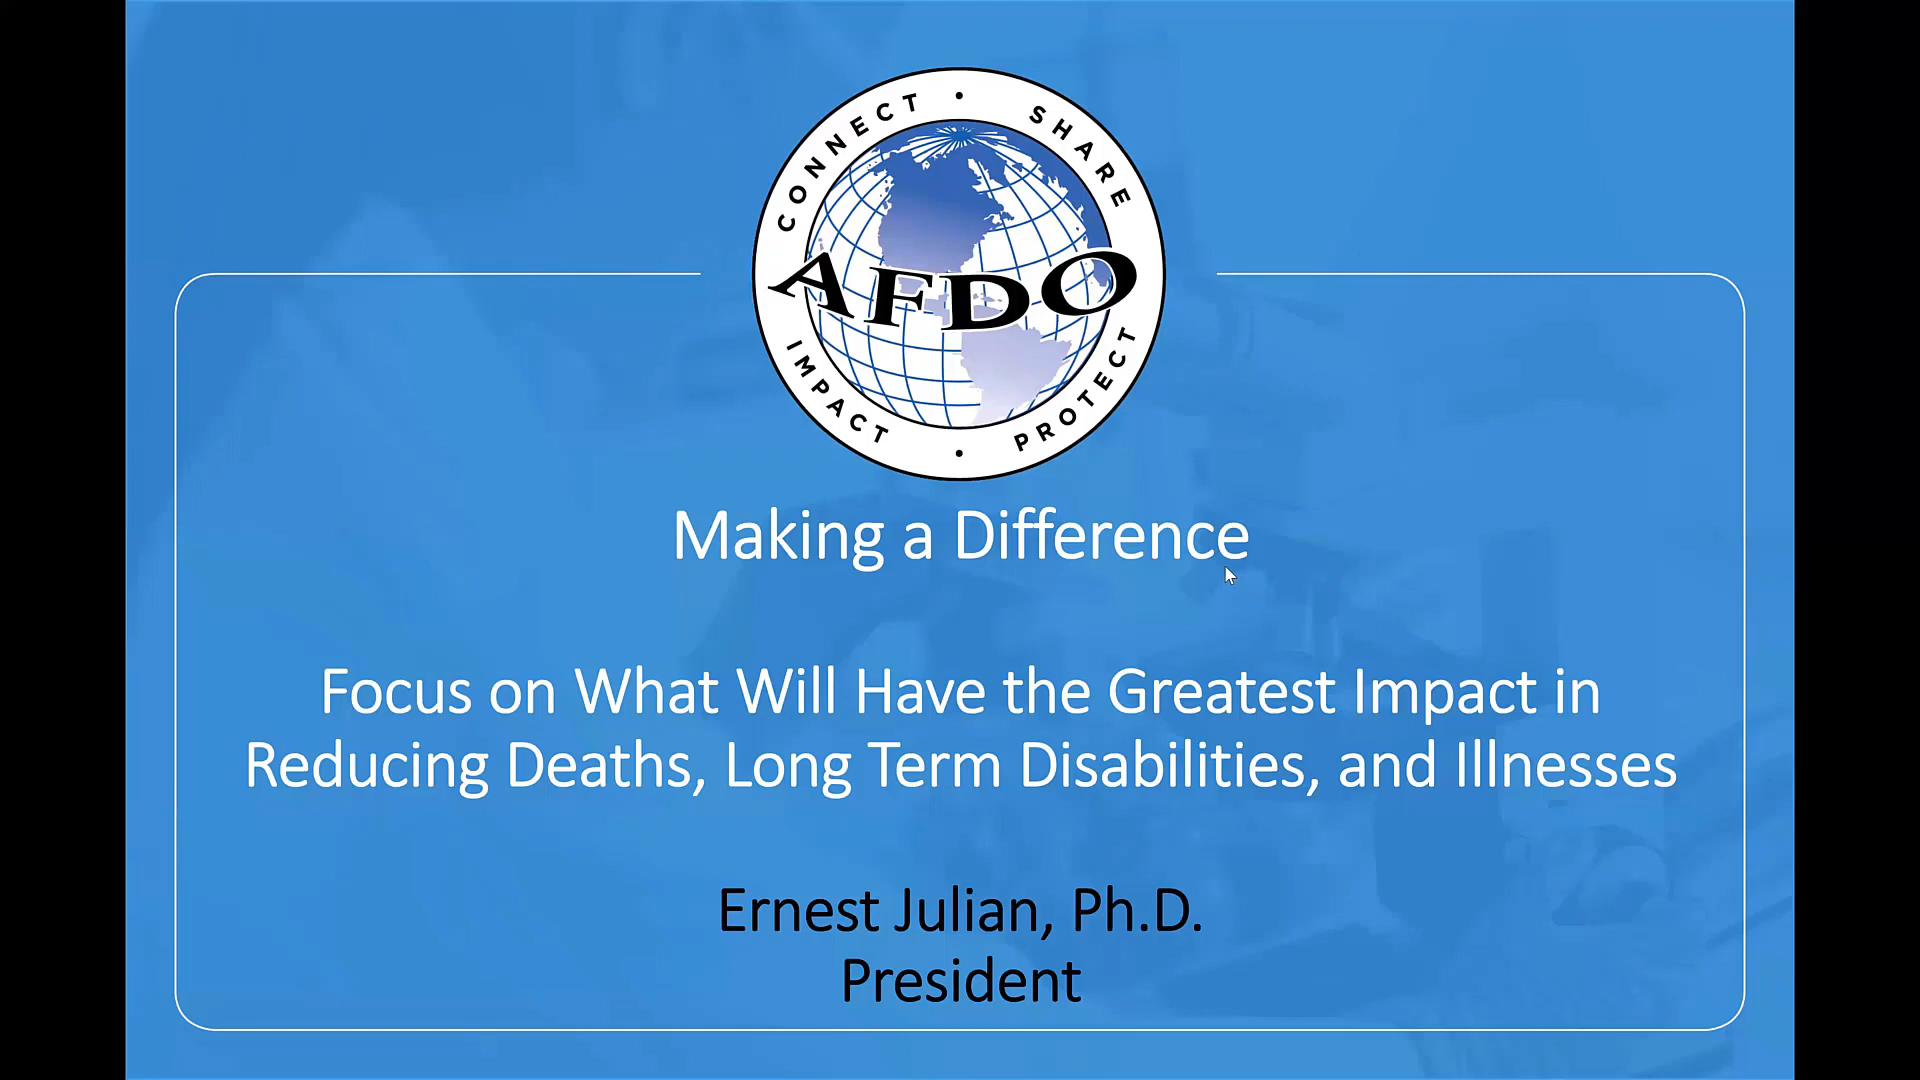 CONNECT • SHARE
AFDO
IMPACT • PROTECT
Making a Difference
Focus on What Will Have the Greatest Impact in
Reducing Deaths, Long Term Disabilities, and Illnesses
Ernest Julian, Ph.D.
President